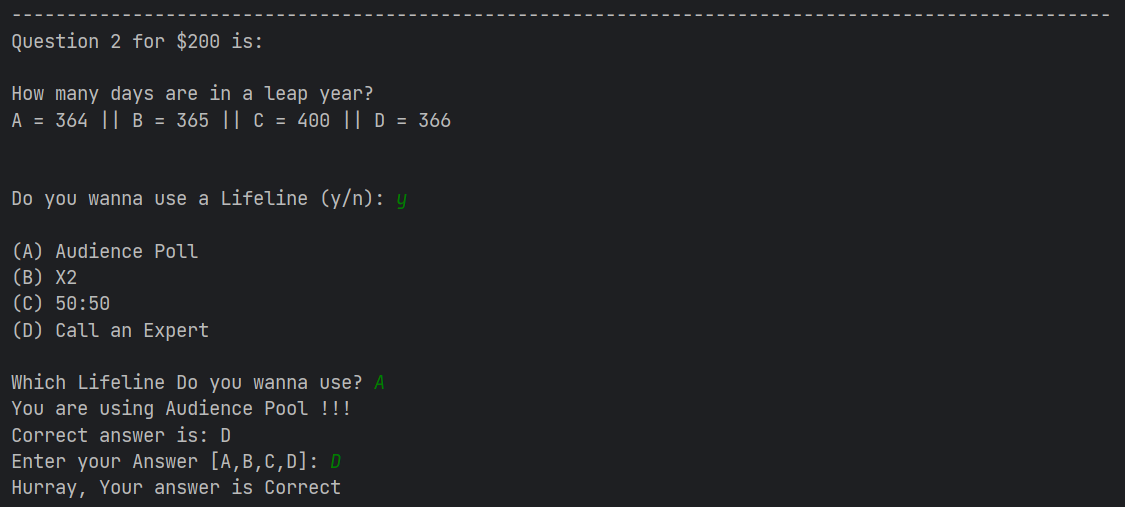 ----------------------------------------------------------------------------------------------------
Question 2 for $200 is:
How many days are in a leap year?
A = 364 || B = 365 || C = 400 || D = 366
Do you wanna use a Lifeline (y/n): y
(A) Audience Poll
(B) X2
(C) 50:50
(D) Call an Expert
Which Lifeline Do you wanna use? A
You are using Audience Pool !!!
Correct answer is: D
Enter your Answer [A,B,C,D]: D
Hurray, Your answer is Correct